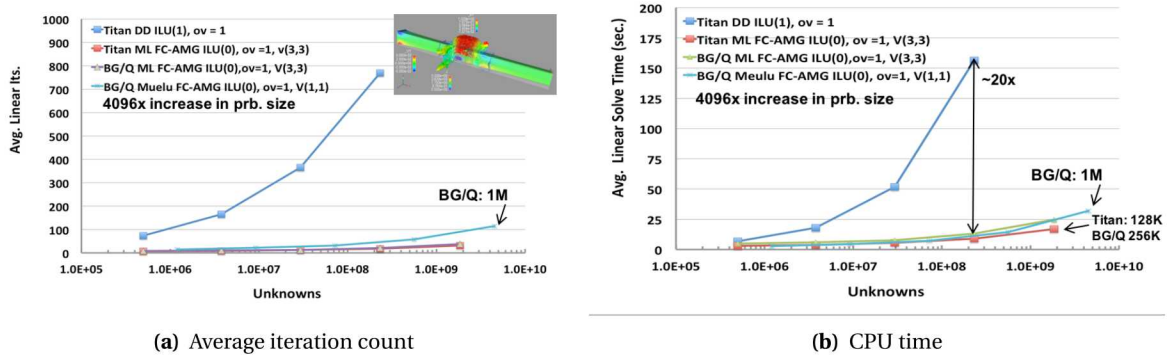 1000
900
800
700
600
500
400
300
200
100
0
Avg. Linear Its.
Titan DD ILU(1), ov = 1
Titan ML FC-AMG ILU(0), ov =1, V(3,3)
BG/Q ML FC-AMG ILU(0),ov=1, V(3,3)
BG/Q Muelu FC-AMG ILU(0), ov=1, V(1,1)
4096x increase in prb. size
BG/Q: 1M
1.0E+05 1.0E+06 1.0E+07 1.0E+08 1.0E+09 1.0E+10
Unknowns
(a) Average iteration count
200
175
150
125
100
75
50
25
0
Avg. Linear Solve Time (sec.)
Titan DD ILU(1), ov = 1
Titan ML FC-AMG ILU(0), ov =1, v(3,3)
BG/Q ML FC-AMG ILU(0), ov=1, V(3,3)
BG/Q Meulu FC-AMG ILU(0), ov=1, V(1,1)
4096x increase in prb. size
~20x
BG/Q: 1M
Titan: 128K
BG/Q 256K
1.0E+05 1.0E+06 1.0E+07 1.0E+08 1.0E+09 1.0E+10
Unknowns
(b) CPU time